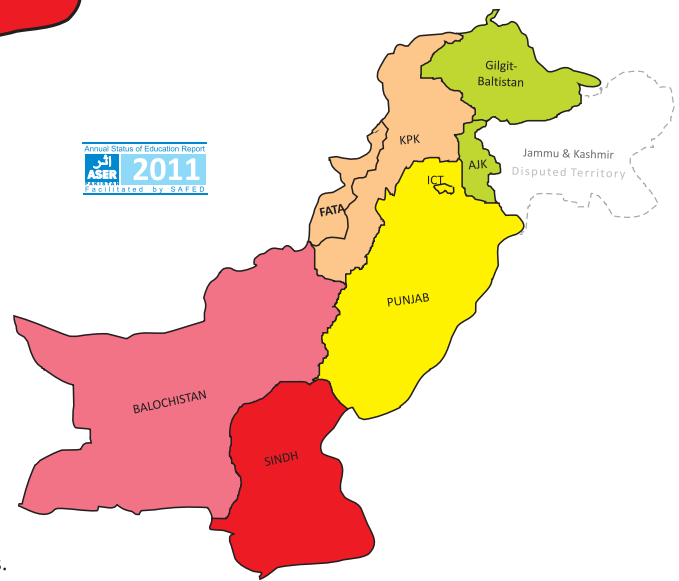 Gilgit-
Baltistan
KPK
Jammu & Kashmir
Disputed Territory
AJK
ICT
Annual Status of Education Report
اثر
ASER
PAKISTAN
2011
Facilitated by SAFED
FATA
PUNJAB
BALOCHISTAN
SINDH